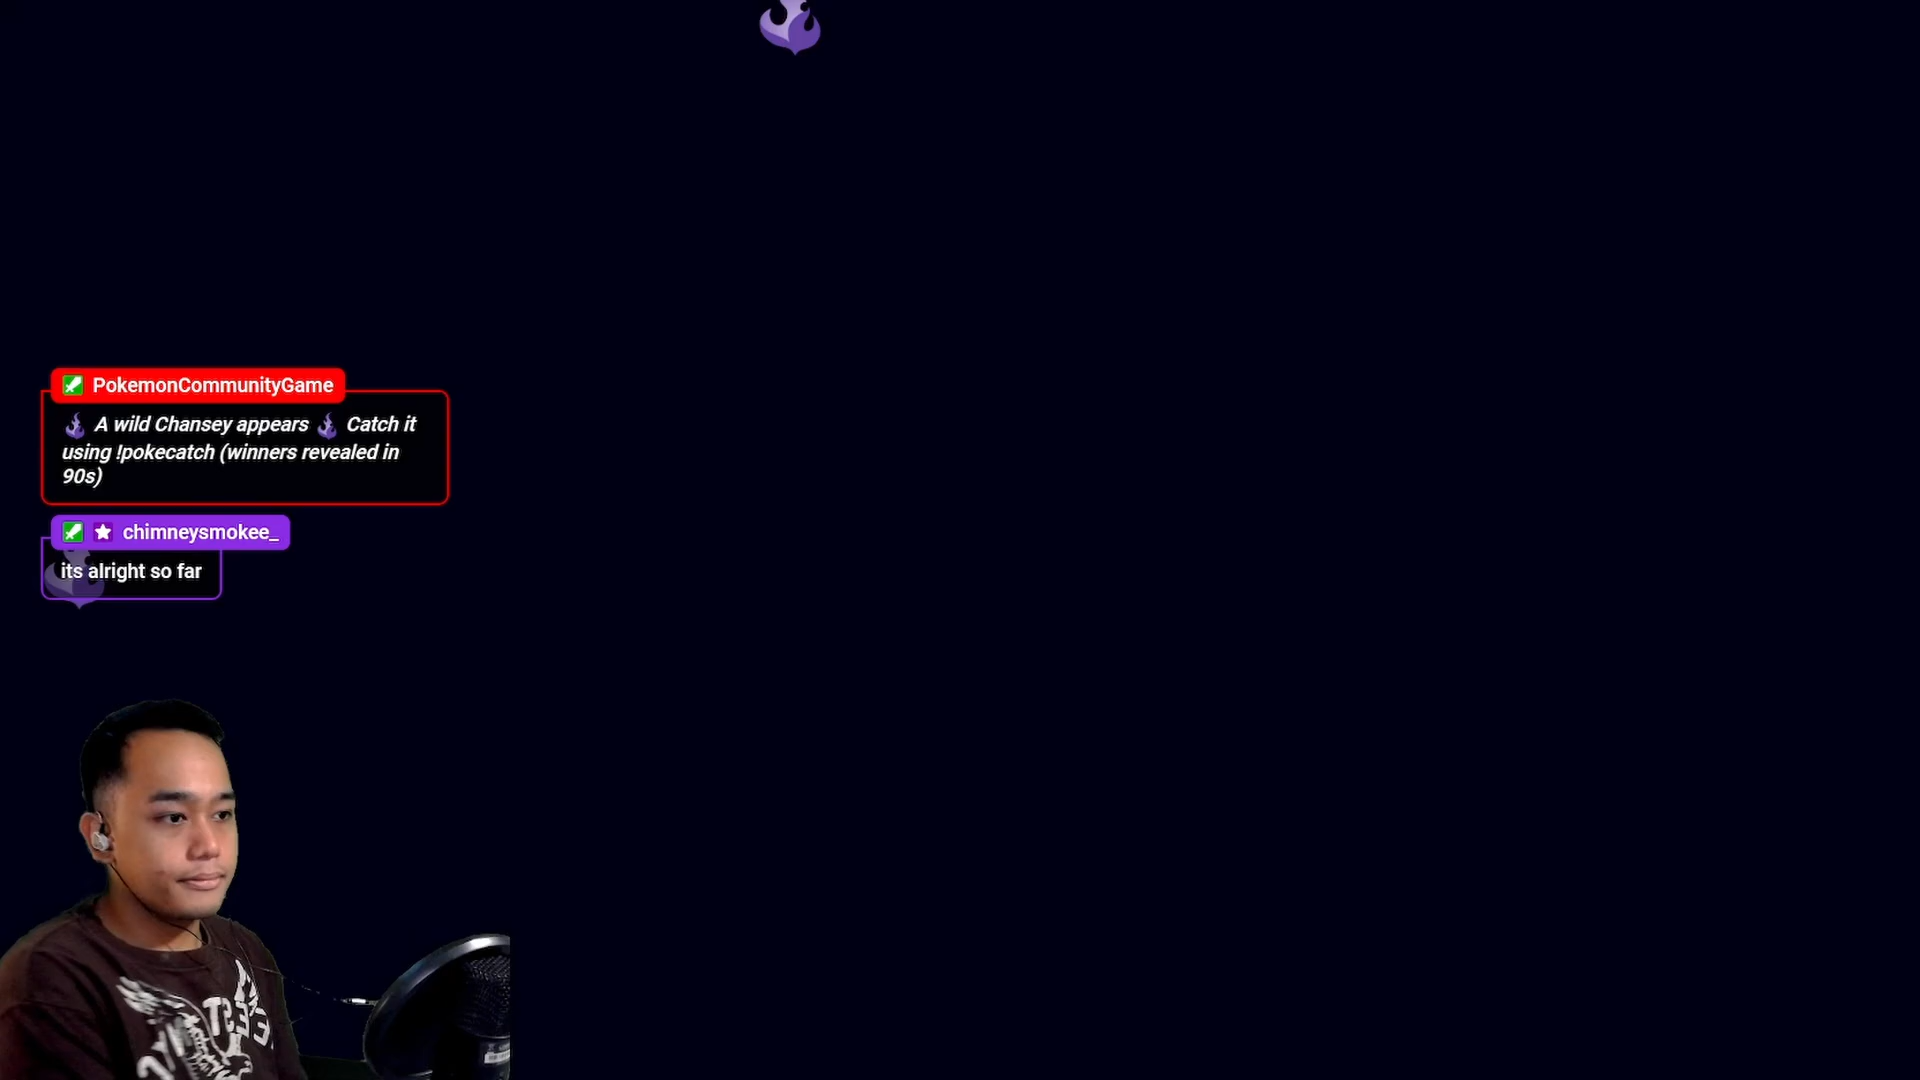 PokemonCommunityGame
A wild Chansey appears Catch it
using !pokecatch (winners revealed in
90s)
chimneysmokee_
its alright so far